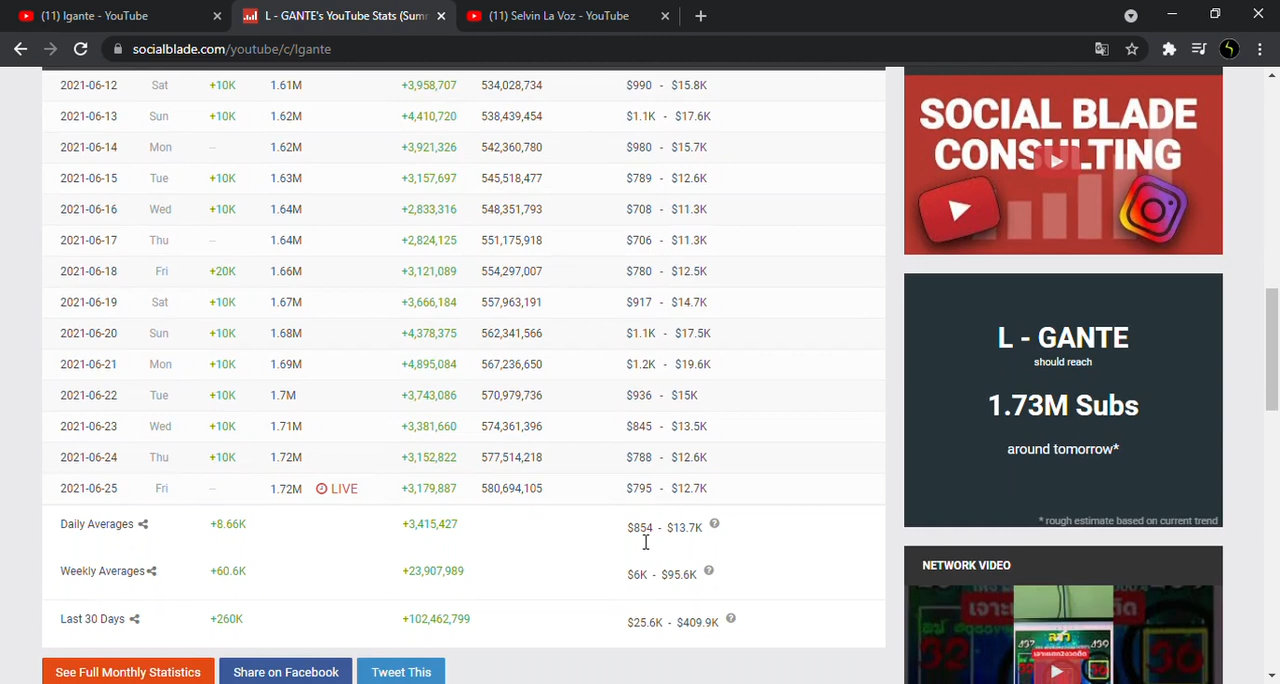 (11) lgante - YouTube
L - GANTE's YouTube Stats (Summ
(11) Selvin La Voz - YouTube
socialblade.com/youtube/c/lgante
2021-06-12 Sat +10K 1.61M +3,958,707 534,028,734 $990 - $15.8K
2021-06-13 Sun +10K 1.62M +4,410,720 538,439,454 $1.1K - $17.6K
2021-06-14 Mon -- 1.62M +3,921,326 542,360,780 $980 - $15.7K
2021-06-15 Tue +10K 1.63M +3,157,697 545,518,477 $789 - $12.6K
2021-06-16 Wed +10K 1.64M +2,833,316 548,351,793 $708 - $11.3K
2021-06-17 Thu -- 1.64M +2,824,125 551,175,918 $706 - $11.3K
2021-06-18 Fri +20K 1.66M +3,121,089 554,297,007 $780 - $12.5K
2021-06-19 Sat +10K 1.67M +3,666,184 557,963,191 $917 - $14.7K
2021-06-20 Sun +10K 1.68M +4,378,375 562,341,566 $1.1K - $17.5K
2021-06-21 Mon +10K 1.69M +4,895,084 567,236,650 $1.2K - $19.6K
2021-06-22 Tue +10K 1.7M +3,743,086 570,979,736 $936 - $15K
2021-06-23 Wed +10K 1.71M +3,381,660 574,361,396 $845 - $13.5K
2021-06-24 Thu +10K 1.72M +3,152,822 577,514,218 $788 - $12.6K
2021-06-25 Fri -- 1.72M LIVE +3,179,887 580,694,105 $795 - $12.7K
Daily Averages +8.66K +3,415,427 $854 - $13.7K
Weekly Averages +60.6K +23,907,989 $6K - $95.6K
Last 30 Days +260K +102,462,799 $25.6K - $409.9K
See Full Monthly Statistics
Share on Facebook
Tweet This
SOCIAL BLADE
CONSULTING
L - GANTE
should reach
1.73M Subs
around tomorrow*
* rough estimate based on current trend
NETWORK VIDEO